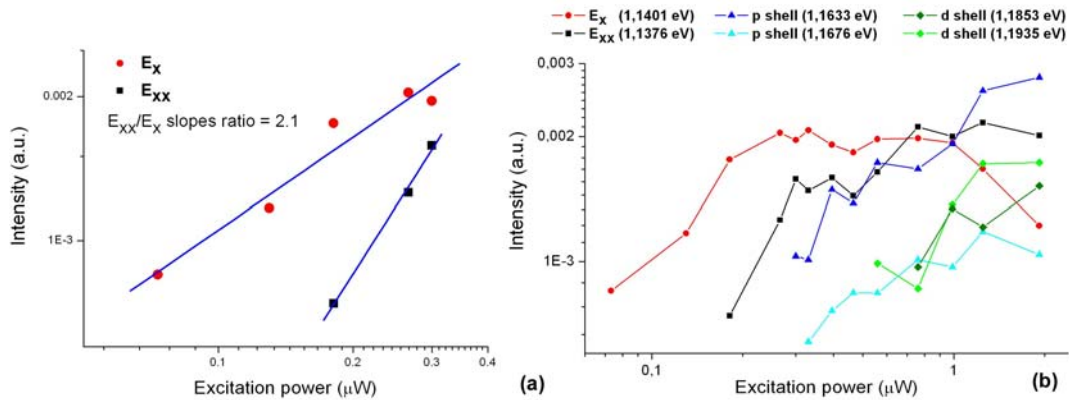 E_X
E_XX
E_XX/E_X slopes ratio = 2.1
Intensity (a.u.)
0.002
1E-3
0.1
0.2
0.3
0.4
Excitation power (μW)
(a)
E_X (1,1401 eV)
p shell (1,1633 eV)
d shell (1,1853 eV)
E_XX (1,1376 eV)
p shell (1,1676 eV)
d shell (1,1935 eV)
Intensity (a.u.)
0,003
0,002
1E-3
0,1
1
Excitation power (μW)
(b)